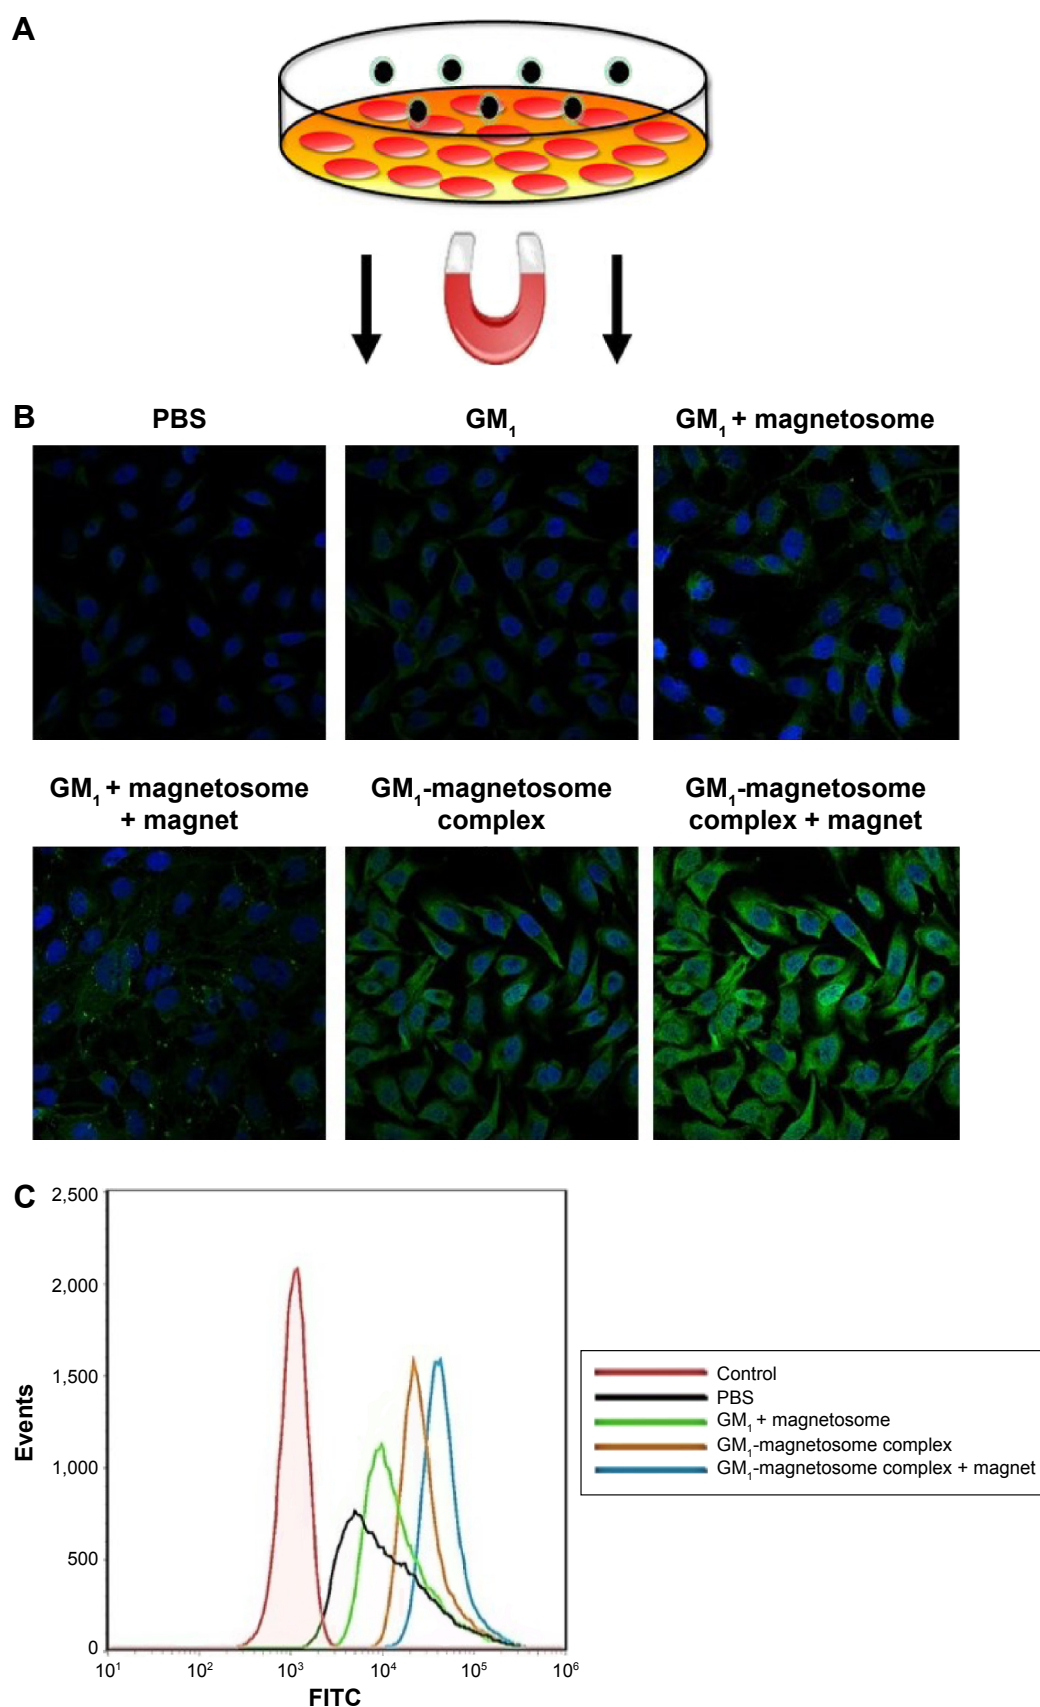 A
B
PBS
GM₁
GM₁ + magnetosome
GM₁ + magnetosome
+ magnet
GM₁-magnetosome
complex
GM₁-magnetosome
complex + magnet
C
2,500
2,000
1,500
1,000
500
0
Events
10¹ 10² 10³ 10⁴ 10⁵ 10⁶
FITC
Control
PBS
GM₁ + magnetosome
GM₁-magnetosome complex
GM₁-magnetosome complex + magnet